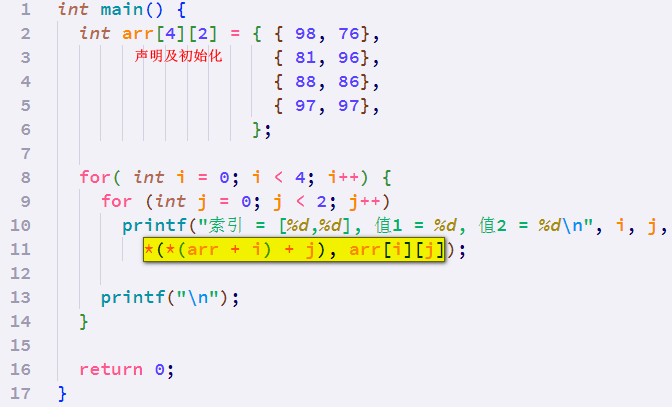 1 int main() {
2 int arr[4][2] = { { 98, 76},
3 声明及初始化 { 81, 96},
4 { 88, 86},
5 { 97, 97},
6 };
7
8 for( int i = 0; i < 4; i++) {
9 for (int j = 0; j < 2; j++)
10 printf("索引 = [%d,%d], 值1 = %d, 值2 = %d\n", i, j,
11 *(*(arr + i) + j), arr[i][j]);
12
13 printf("\n");
14 }
15
16 return 0;
17 }